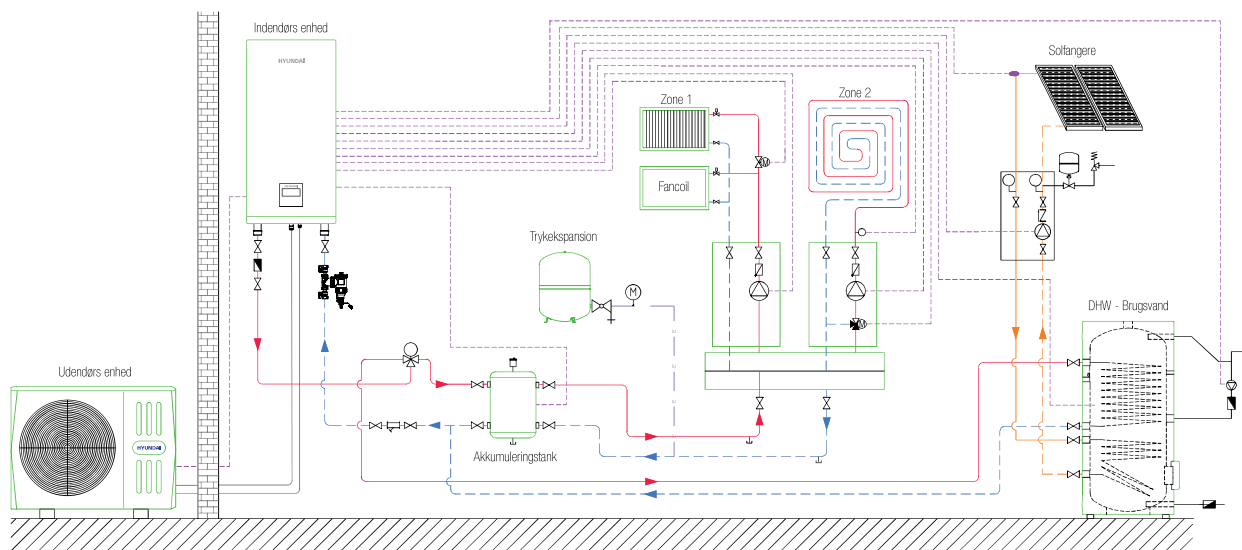 Indendørs enhed
HYUNDAI
Solfangere
Zone 1
Zone 2
Fancoil
Trykekspansion
M
DHW - Brugsvand
Udendørs enhed
HYUNDAI
Akkumuleringstank